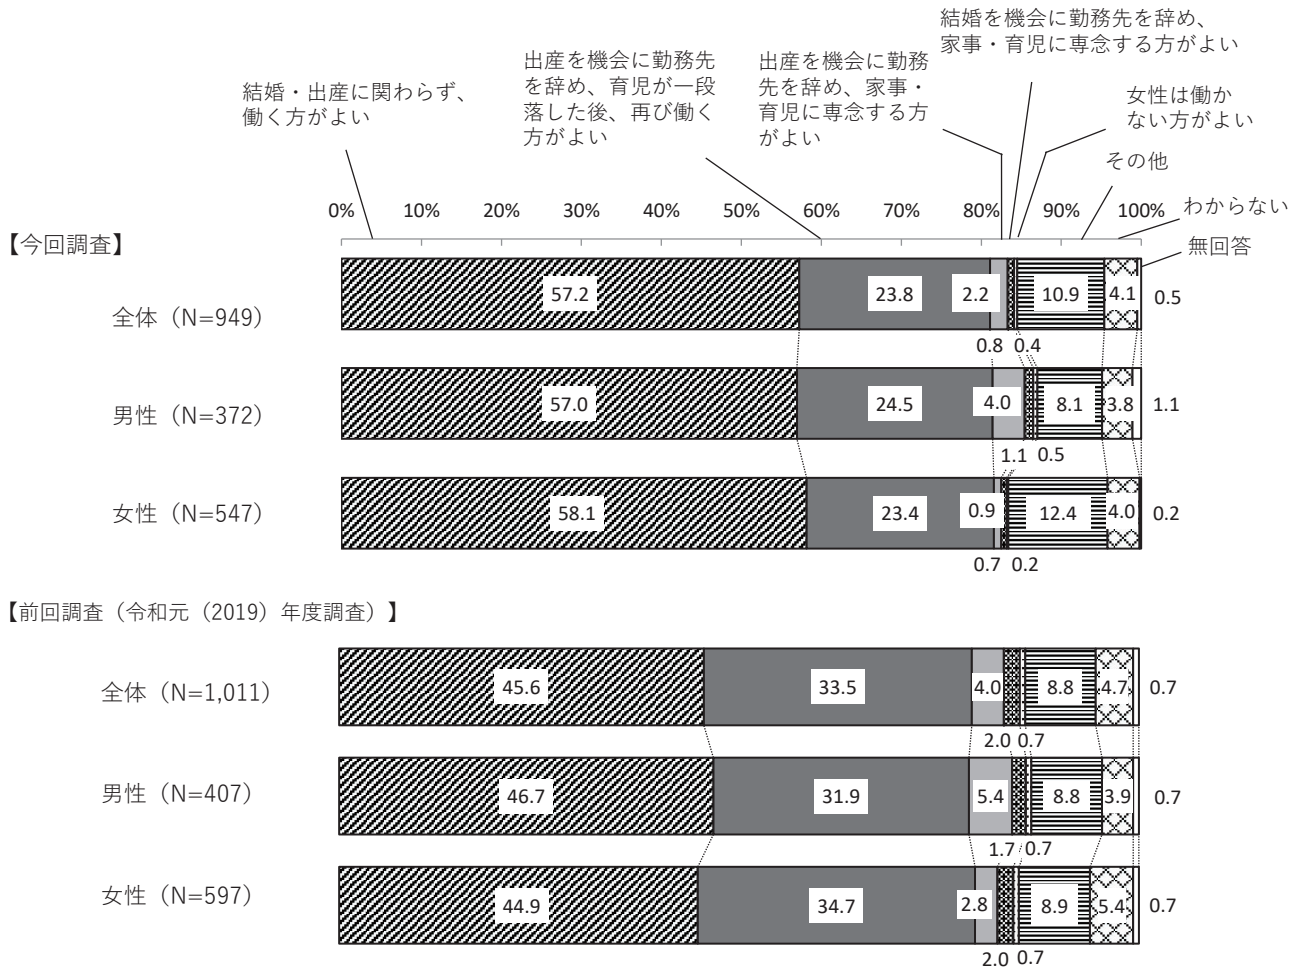 結婚を機会に勤務先を辞め、
家事・育児に専念する方がよい
出産を機会に勤務先
を辞め、育児が一段
落した後、再び働く
方がよい
出産を機会に勤務
先を辞め、家事・
育児に専念する方
がよい
結婚・出産に関わらず、
働く方がよい
女性は働か
ない方がよい
その他
わからない
無回答
0% 10% 20% 30% 40% 50% 60% 70% 80% 90% 100%
【今回調査】
全体（N=949） 57.2 23.8 2.2 10.9 4.1 0.5
0.8 0.4
男性（N=372） 57.0 24.5 4.0 8.1 3.8 1.1
1.1 0.5
女性（N=547） 58.1 23.4 0.9 12.4 4.0 0.2
0.7 0.2
【前回調査（令和元（2019）年度調査）】
全体（N=1,011） 45.6 33.5 4.0 8.8 4.7 0.7
2.0 0.7
男性（N=407） 46.7 31.9 5.4 8.8 3.9 0.7
1.7 0.7
女性（N=597） 44.9 34.7 2.8 8.9 5.4 0.7
2.0 0.7